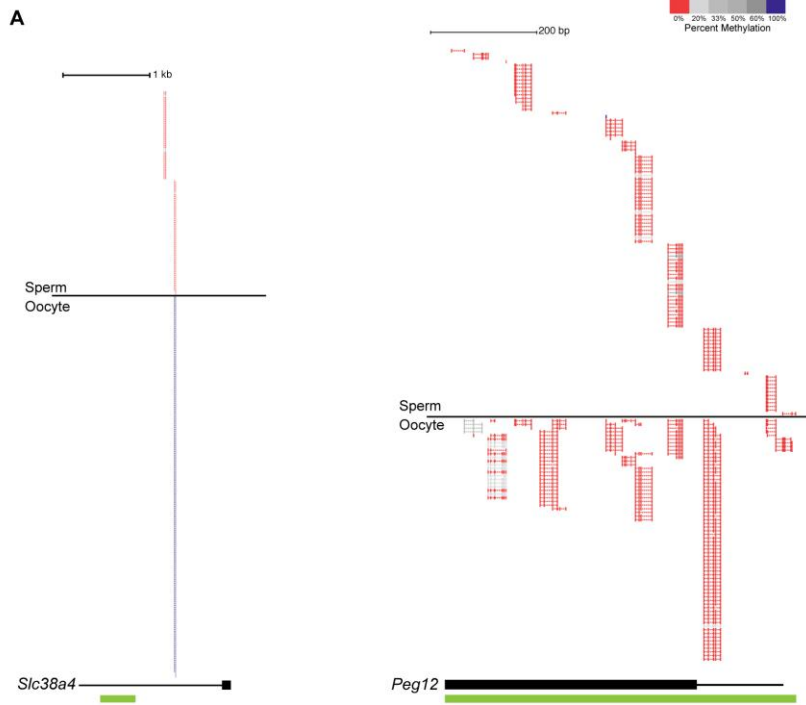 A
0% 20% 33% 50% 60% 100%
Percent Methylation
1 kb
200 bp
Sperm
Oocyte
Sperm
Oocyte
Slc38a4
Peg12